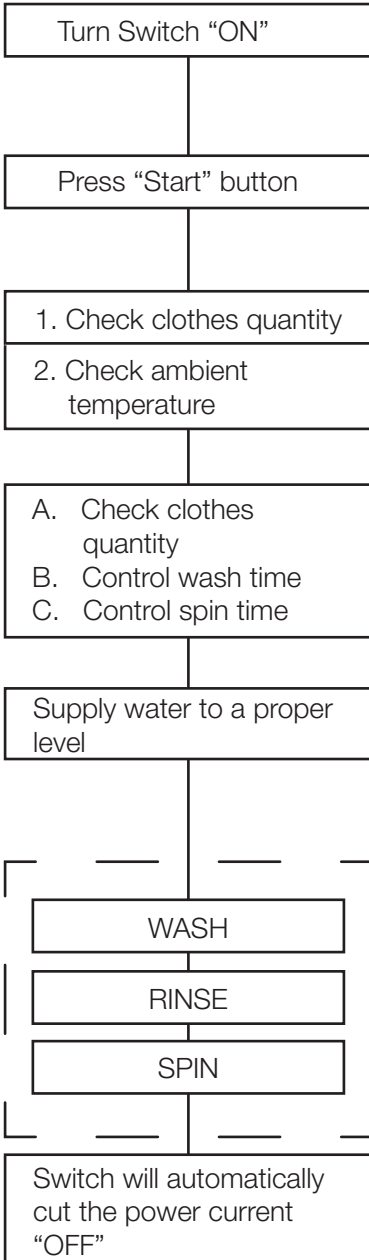 Turn Switch “ON”
Press “Start” button
1. Check clothes quantity
2. Check ambient
temperature
A. Check clothes
quantity
B. Control wash time
C. Control spin time
Supply water to a proper
level
WASH
RINSE
SPIN
Switch will automatically
cut the power current
“OFF”